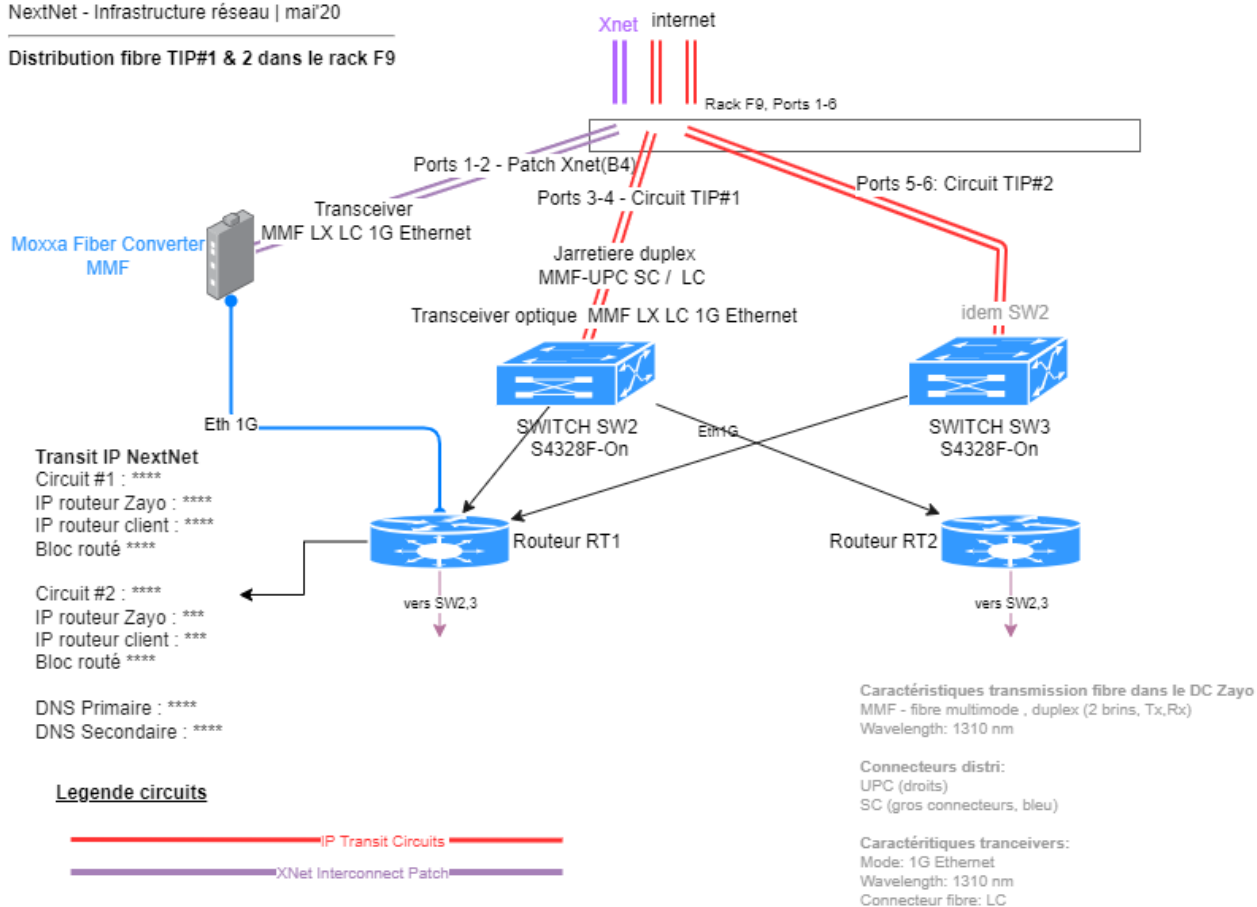 NextNet - Infrastructure réseau | mai'20
Distribution fibre TIP#1 & 2 dans le rack F9
Xnet
internet
Rack F9, Ports 1-6
Ports 1-2 - Patch Xnet(B4)
Ports 3-4 - Circuit TIP#1
Ports 5-6: Circuit TIP#2
Transceiver
MMF LX LC 1G Ethernet
Moxxa Fiber Converter
MMF
Jarretiere duplex
MMF-UPC SC / LC
Transceiver optique MMF LX LC 1G Ethernet
idem SW2
Eth 1G
SWITCH SW2
S4328F-On
Eth1G
SWITCH SW3
S4328F-On
Transit IP NextNet
Circuit #1 : ****
IP routeur Zayo : ****
IP routeur client : ****
Bloc routé ****
Circuit #2 : ****
IP routeur Zayo : ***
IP routeur client : ***
Bloc routé ****
DNS Primaire : ****
DNS Secondaire : ****
Routeur RT1
Routeur RT2
vers SW2,3
vers SW2,3
Legende circuits
IP Transit Circuits
XNet Interconnect Patch
Caractéristiques transmission fibre dans le DC Zayo
MMF - fibre multimode , duplex (2 brins, Tx,Rx)
Wavelength: 1310 nm
Connecteurs distri:
UPC (droits)
SC (gros connecteurs, bleu)
Caractéritiques tranceivers:
Mode: 1G Ethernet
Wavelength: 1310 nm
Connecteur fibre: LC